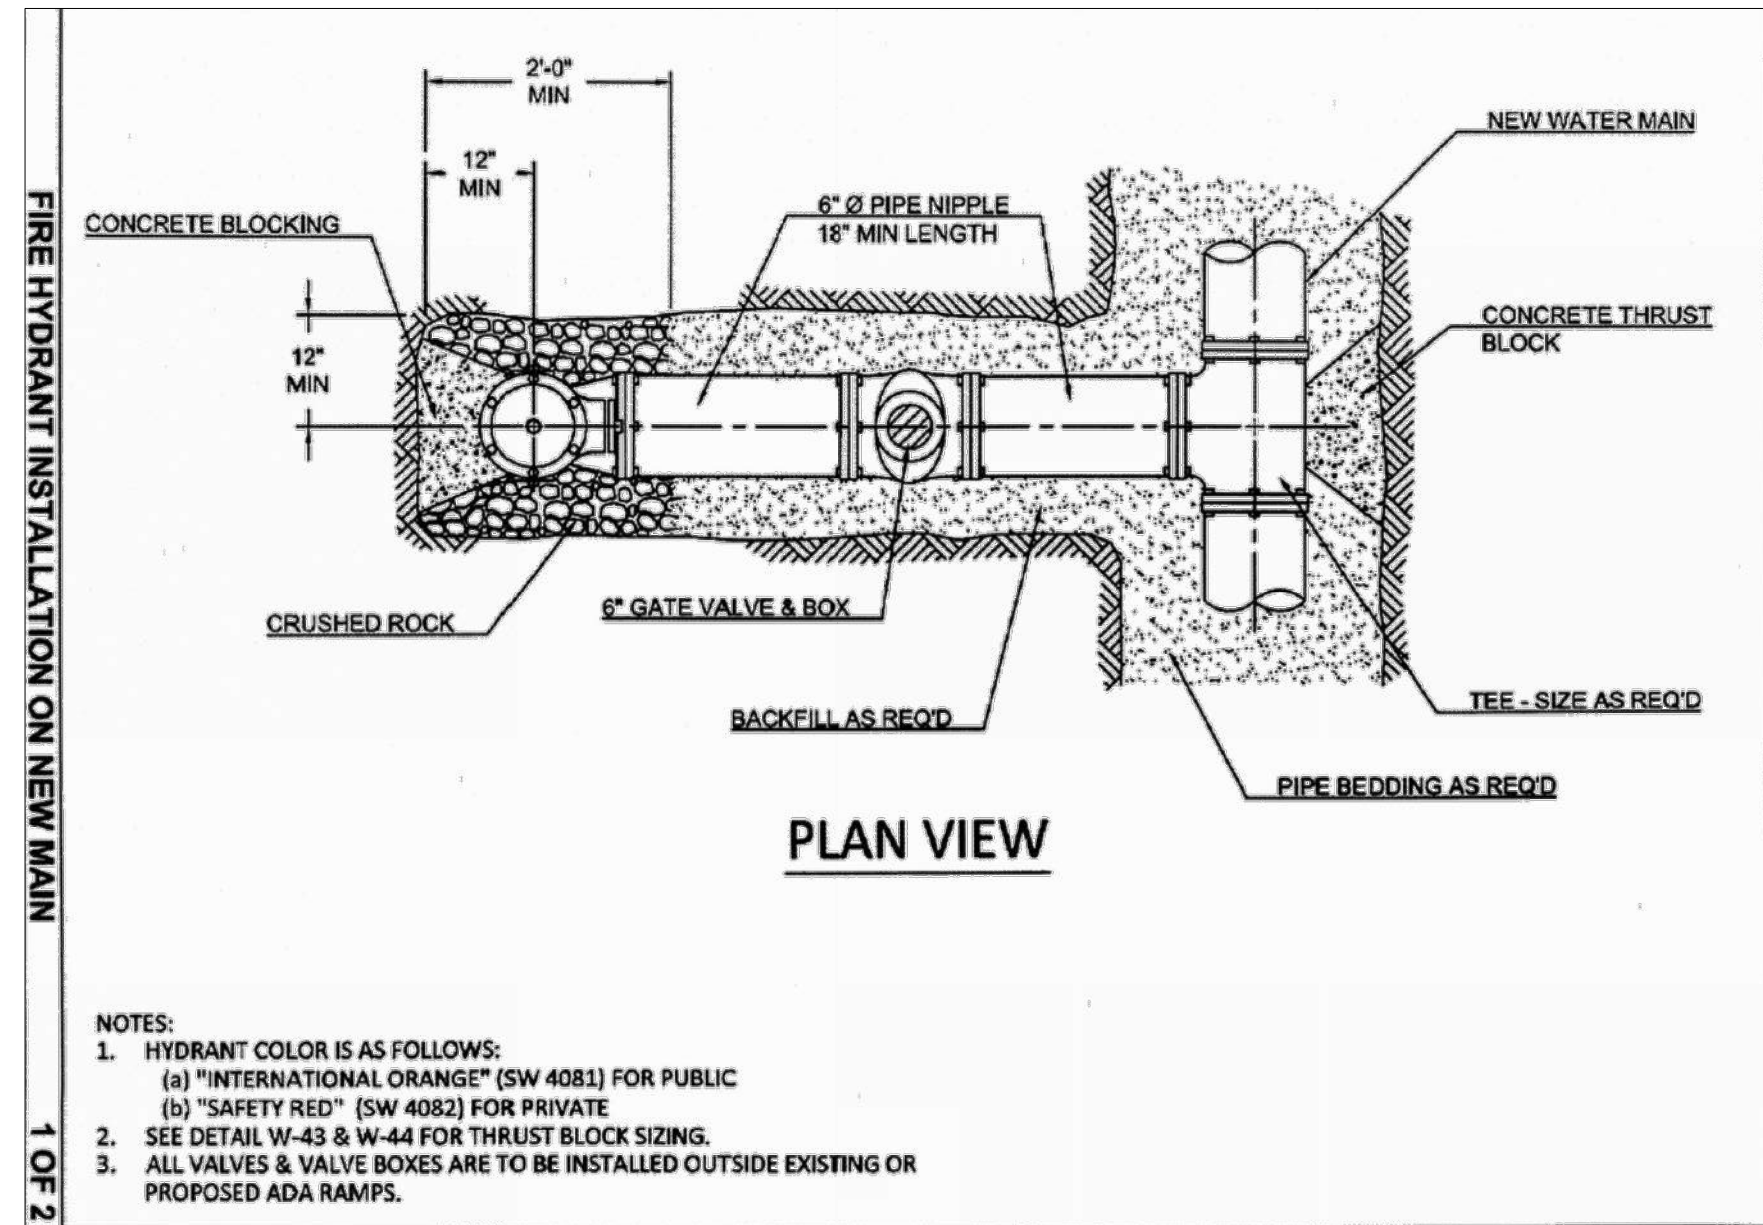 FIRE HYDRANT INSTALLATION ON NEW MAIN
1 OF 2
2'-0"
MIN
12"
MIN
NEW WATER MAIN
6" Ø PIPE NIPPLE
18" MIN LENGTH
CONCRETE BLOCKING
CONCRETE THRUST
BLOCK
12"
MIN
6" GATE VALVE & BOX
CRUSHED ROCK
TEE - SIZE AS REQ'D
BACKFILL AS REQ'D
PIPE BEDDING AS REQ'D
PLAN VIEW
NOTES:
1. HYDRANT COLOR IS AS FOLLOWS:
(a) "INTERNATIONAL ORANGE" (SW 4081) FOR PUBLIC
(b) "SAFETY RED" (SW 4082) FOR PRIVATE
2. SEE DETAIL W-43 & W-44 FOR THRUST BLOCK SIZING.
3. ALL VALVES & VALVE BOXES ARE TO BE INSTALLED OUTSIDE EXISTING OR
PROPOSED ADA RAMPS.